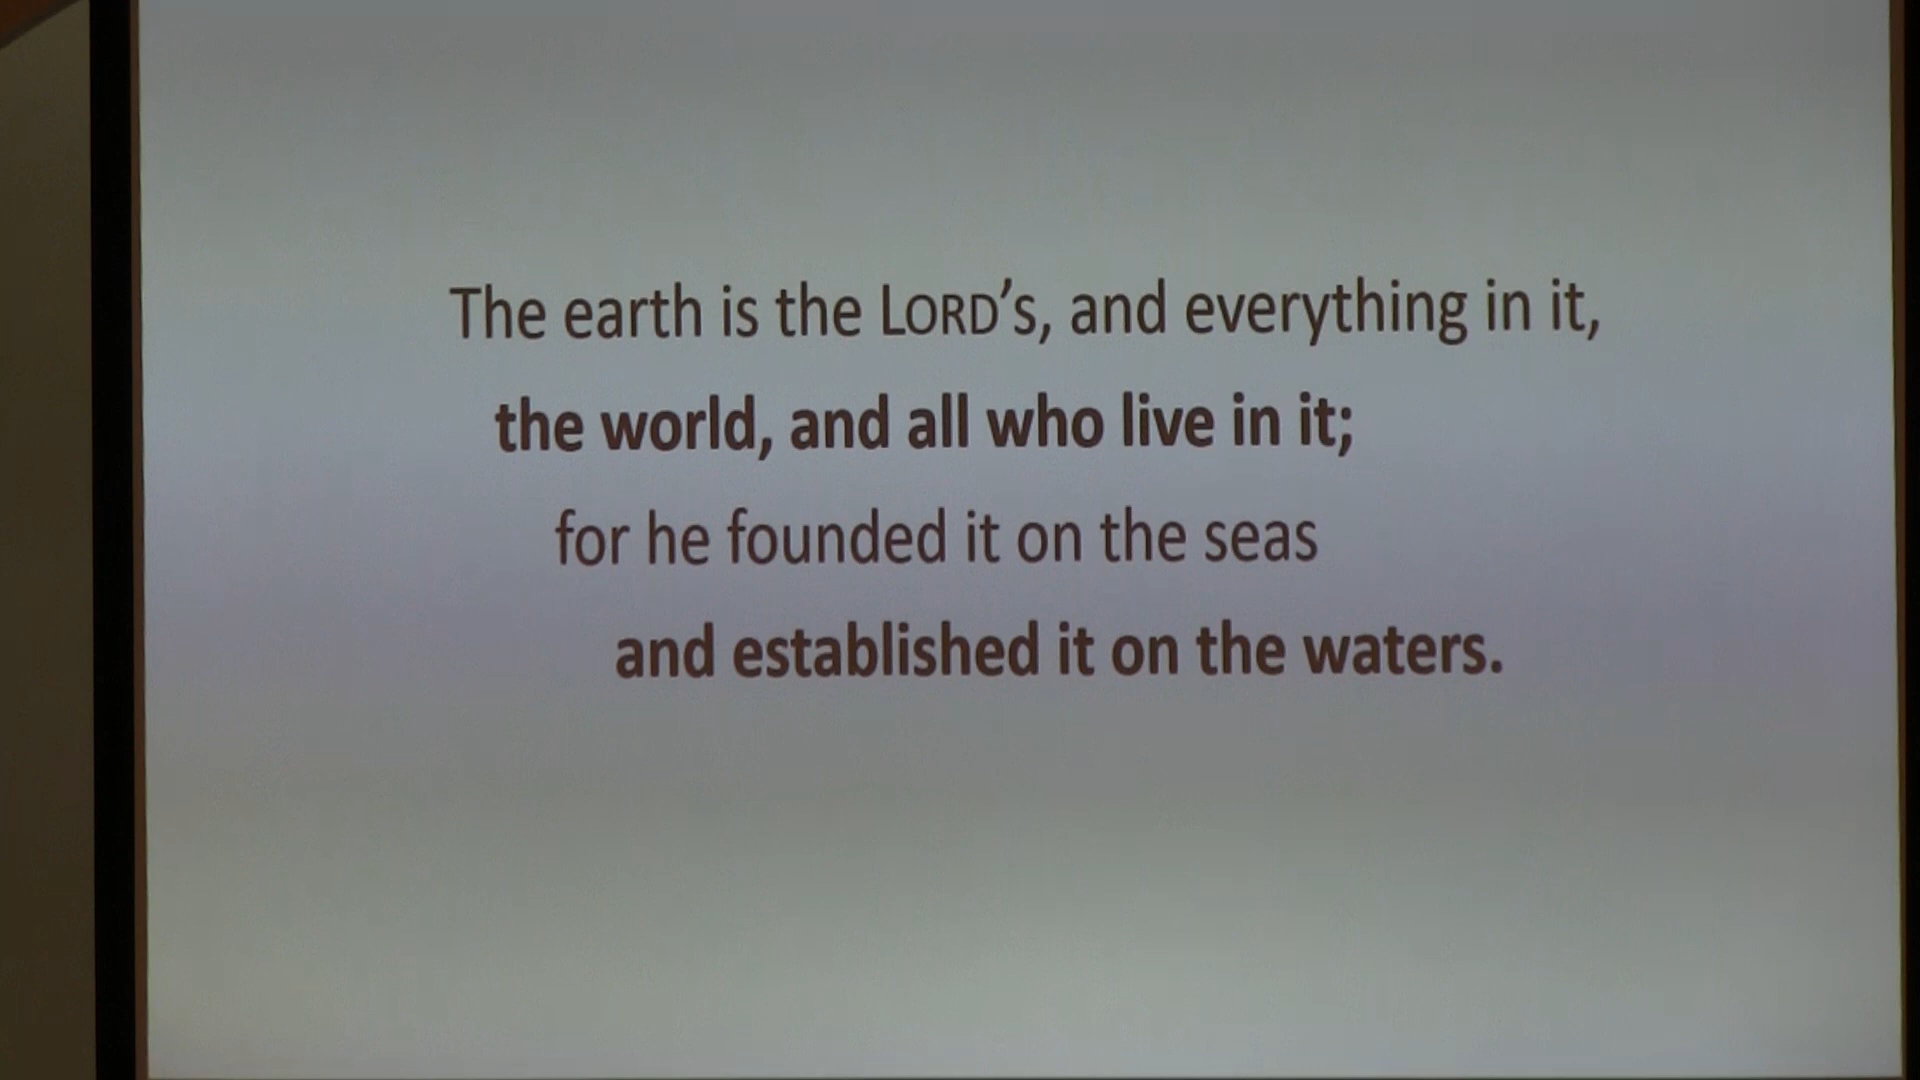 The earth is the LORD’s, and everything in it,
the world, and all who live in it;
for he founded it on the seas
and established it on the waters.